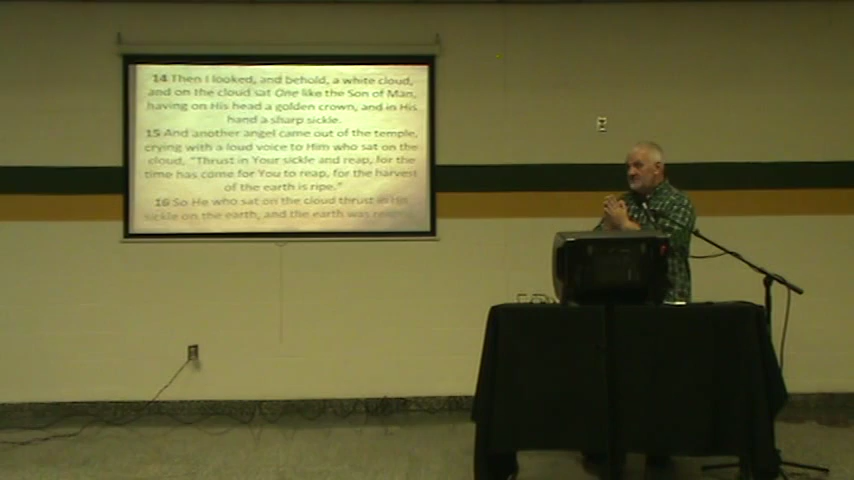 14 Then I looked, and behold, a white cloud,
and on the cloud sat One like the Son of Man,
having on His head a golden crown, and in His
hand a sharp sickle.
15 And another angel came out of the temple,
crying with a loud voice to Him who sat on the
cloud, "Thrust in Your sickle and reap, for the
time has come for You to reap, for the harvest
of the earth is ripe."
16 So He who sat on the cloud thrust in His
sickle on the earth, and the earth was reaped.